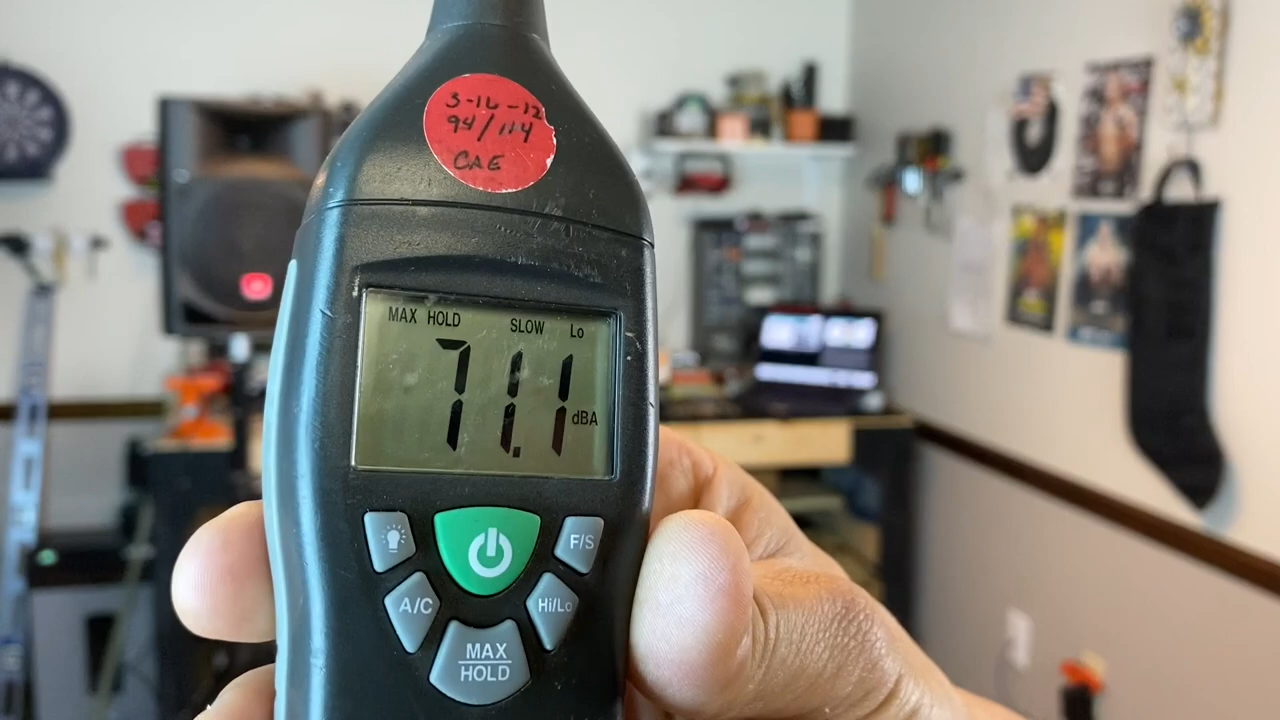 3-16-12
94/114
CAE
MAX HOLD SLOW Lo
71.1
dBA
F/S
A/C
Hi/Lo
MAX
HOLD